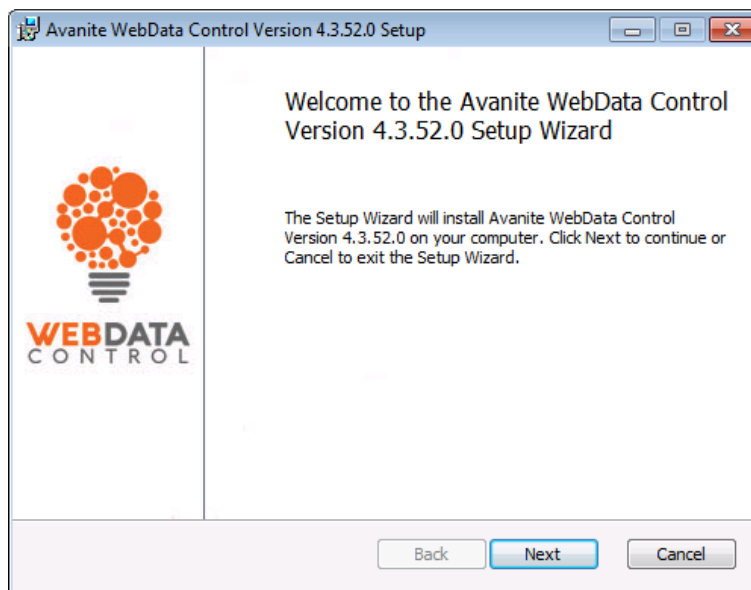 Avanite WebData Control Version 4.3.52.0 Setup
Welcome to the Avanite WebData Control
Version 4.3.52.0 Setup Wizard
The Setup Wizard will install Avanite WebData Control
Version 4.3.52.0 on your computer. Click Next to continue or
Cancel to exit the Setup Wizard.
WEBDATA
CONTROL
Back
Next
Cancel